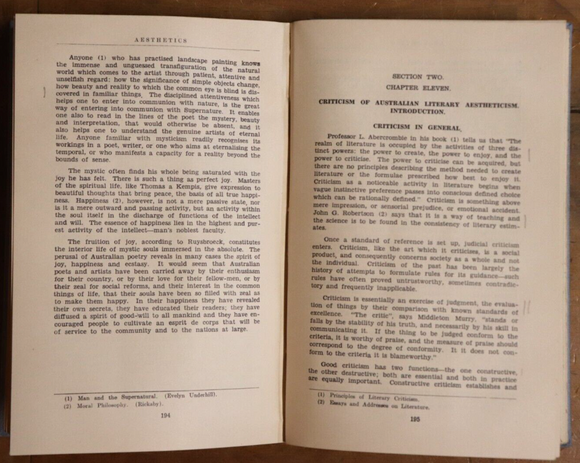 AESTHETICS
Anyone (1) who has practised landscape painting knows
the immense and unguessed transfiguration of the natural
world which comes to the artist through patient, attentive and
unselfish regard: how the significance of simple objects change,
how beauty and reality to which the common eye is blind is dis-
covered in familiar things. The disciplined attentiveness which
helps one to enter into communion with nature, is the great
way of entering into communion with Supernature. It enables
one also to read in the lines of the poet the mystery, beauty
and interpretation, that would otherwise be absent, and it
also helps one to understand the genuine artists of eternal
life. Anyone familiar with mysticism readily recognises its
workings in a poet, writer, or one who aims at eternalising the
temporal, or who manifests a capacity for a reality beyond the
bounds of sense.
The mystic often finds his whole being saturated with the
joy he has felt. There is such a thing as perfect joy. Masters
of the spiritual life, like Thomas a Kempis, give expression to
beautiful thoughts that bring peace, the basis of all true happi-
ness. Happiness (2), however, is not a mere passive state, nor
is it a mere outward and passing activity, but an activity within
the soul itself in the discharge of functions of the intellect
and will. The essence of happiness lies in the highest and pur-
est activity of the intellect—man's noblest faculty.
The fruition of joy, according to Ruysbroeck, constitutes
the interior life of mystic souls immersed in the absolute. The
perusal of Australian poetry reveals in many cases the spirit of
joy, happiness and ecstasy. It would seem that Australian
poets and artists have been carried away by their enthusiasm
for their country, or by their love for their fellow-men, or by
their zeal for social reforms, and their interest in the common
things of life, that their souls have been so filled with zeal as
to make them happy. In their happiness they have revealed
their own secrets, they have educated their readers; they have
diffused a spirit of good-will to all mankind and they have en-
couraged people to cultivate an esprit de corps that will be
of service to the community and to the nations at large.
(1) Man and the Supernatural. (Evelyn Underhill).
(2) Moral Philosophy. (Rickaby).
194
SECTION TWO.
CHAPTER ELEVEN.
CRITICISM OF AUSTRALIAN LITERARY AESTHETICISM.
INTRODUCTION.
CRITICISM IN GENERAL.
Professor L. Abercrombie in his book (1) tells us that "The
realm of literature is occupied by the activities of three dis-
tinct powers: the power to create, the power to enjoy, and the
power to criticise. The power to criticise can be acquired, but
there are no principles describing the method needed to create
literature or the formulae prescribed how best to enjoy it.
Criticism as a noticeable activity in literature begins when
vague instinctive preference passes into conscious defined choice
which can be rationally defined." Criticism is something above
mere impression, or sensorial prejudice, or emotional accident.
John G. Robertson (2) says that it is a way of teaching and
the science is to be found in the consistency of literary estim-
ates.
Once a standard of reference is set up, judicial criticism
enters. Criticism, like the art which it criticises, is a social
product, and consequently concerns society as a whole and not
the individual. Criticism of the past has been largely the
history of attempts to formulate rules for its guidance—such
rules have often proved untrustworthy, sometimes contradic-
tory and frequently inapplicable.
Criticism is essentially an exercise of judgment, the evalua-
tion of things by their comparison with known standards of
excellence. "The critic", says Middleton Murry, "stands or
falls by the stability of his truth, and necessarily by his skill in
communicating it. If the thing to be judged conform to the
criteria, it is worthy of praise, and the measure of praise should
correspond to the degree of conformity. If it does not con-
form to the criteria it is blameworthy."
Good criticism has two functions—the one constructive,
the other destructive; both are essential and both in practice
are equally important. Constructive criticism establishes and
(1) Principles of Literary Criticism.
(2) Essays and Addresses on Literature.
195